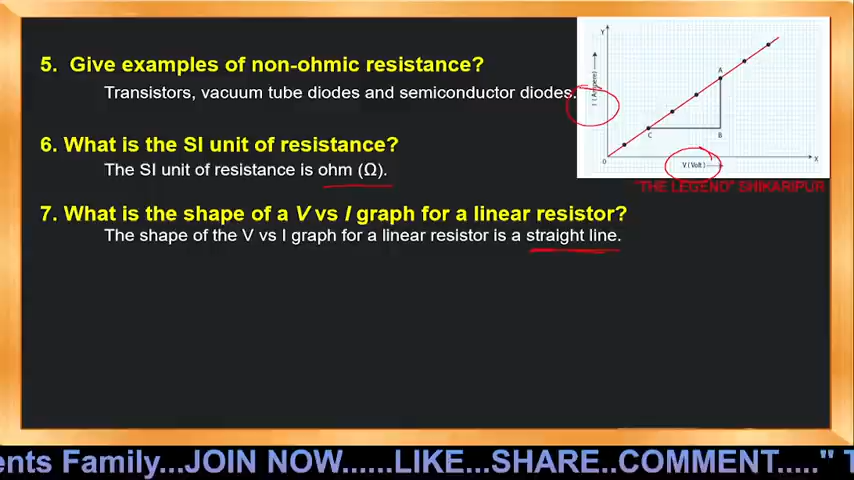 5. Give examples of non-ohmic resistance?
Transistors, vacuum tube diodes and semiconductor diodes.
6. What is the SI unit of resistance?
The SI unit of resistance is ohm (Ω).
7. What is the shape of a V vs I graph for a linear resistor?
The shape of the V vs I graph for a linear resistor is a straight line.
Y
I (Ampere)
A
C
B
O
V (Volt)
X
"THE LEGEND" SHIKARIPUR
ents Family...JOIN NOW......LIKE...SHARE..COMMENT....." T